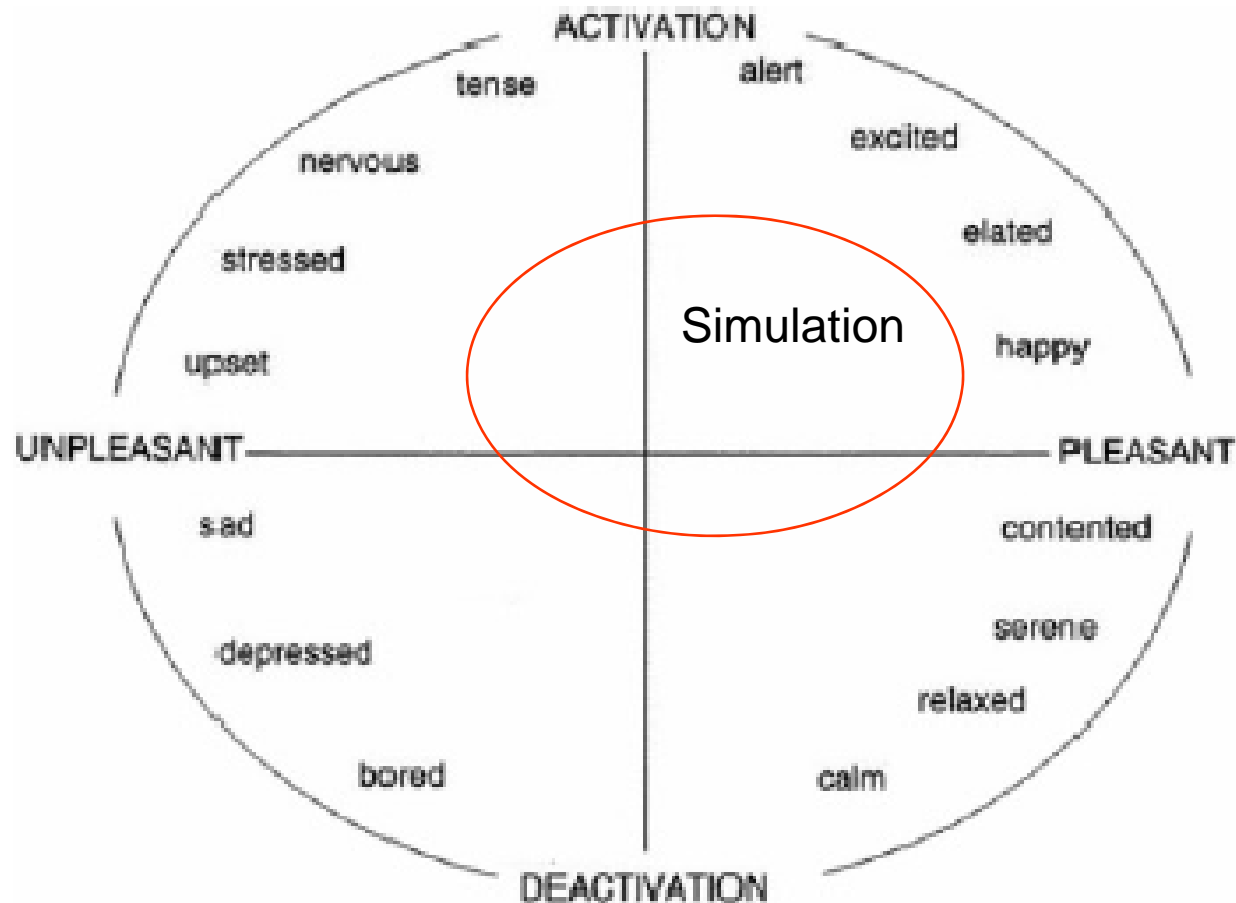 ACTIVATION
tense
alert
nervous
excited
stressed
elated
Simulation
upset
happy
UNPLEASANT
PLEASANT
sad
contented
depressed
serene
relaxed
bored
calm
DEACTIVATION